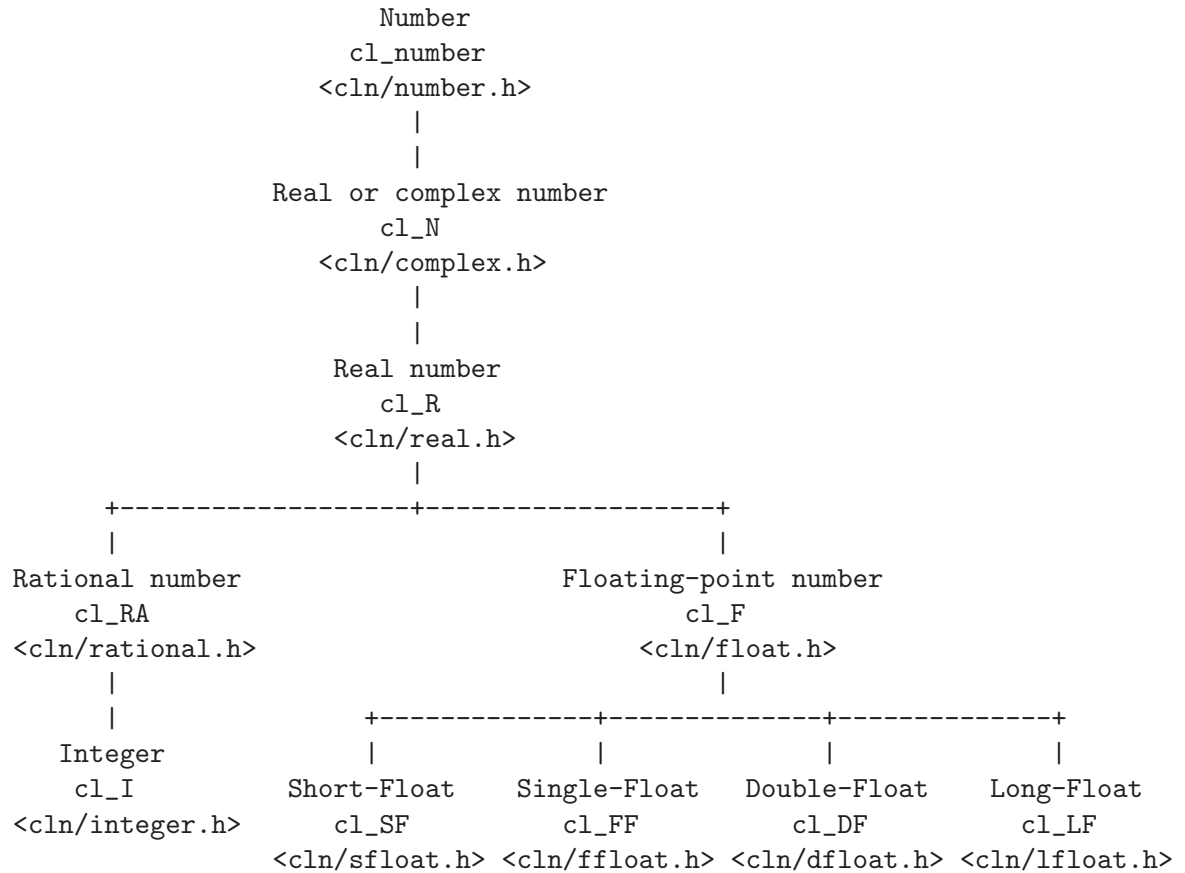 Number
cl_number
<cln/number.h>
|
|
Real or complex number
cl_N
<cln/complex.h>
|
|
Real number
cl_R
<cln/real.h>
|
+-------------------+-------------------+
| |
Rational number Floating-point number
cl_RA cl_F
<cln/rational.h> <cln/float.h>
| |
| +--------------+--------------+--------------+
Integer | | | |
cl_I Short-Float Single-Float Double-Float Long-Float
<cln/integer.h> cl_SF cl_FF cl_DF cl_LF
<cln/sfloat.h> <cln/ffloat.h> <cln/dfloat.h> <cln/lfloat.h>